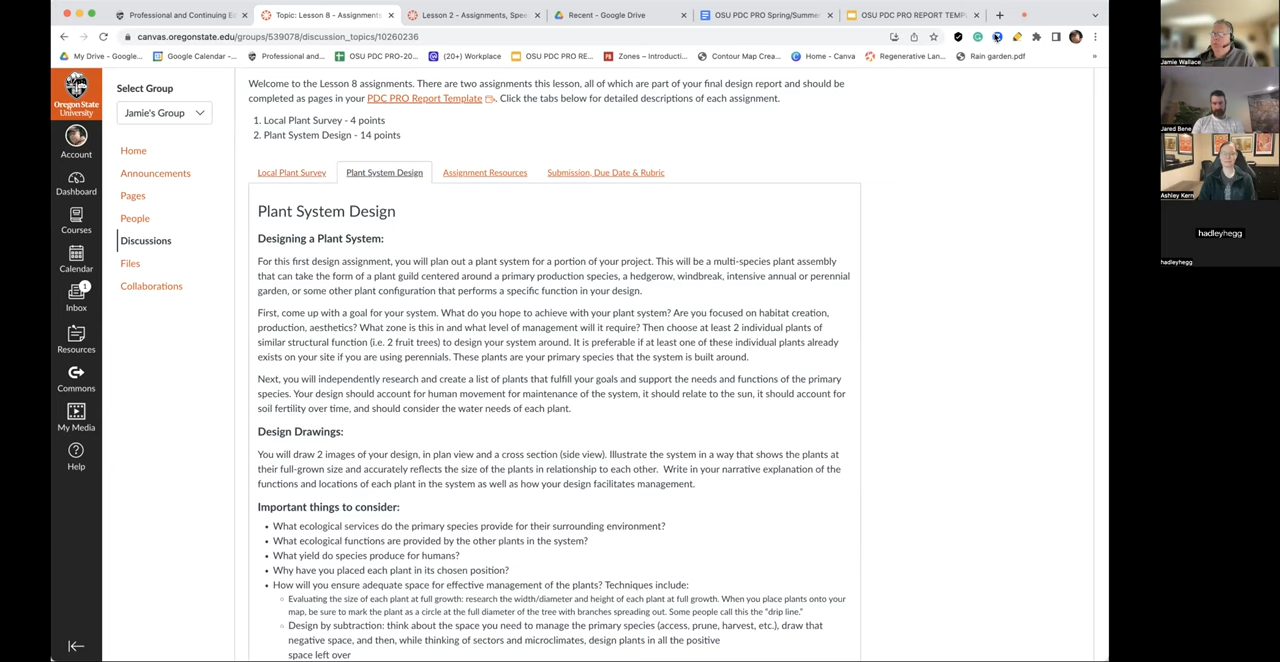 Professional and Continuing E
Topic: Lesson 8 - Assignments
Lesson 2 - Assignments, Spe
Recent - Google Drive
OSU PDC PRO Spring/Summer
OSU PDC PRO REPORT TEMP
canvas.oregonstate.edu/groups/539078/discussion_topics/10260236
My Drive - Google...
Google Calendar -...
Professional and...
OSU PDC PRO-20...
(20+) Workplace
OSU PDC PRO RE...
Zones – Introducti...
Contour Map Crea...
Home - Canva
Regenerative Lan...
Rain garden.pdf
Oregon State
University
Account
Dashboard
Courses
Calendar
1
Inbox
Resources
Commons
My Media
Help
Select Group
Jamie's Group
Home
Announcements
Pages
People
Discussions
Files
Collaborations
Welcome to the Lesson 8 assignments. There are two assignments this lesson, all of which are part of your final design report and should be
completed as pages in your PDC PRO Report Template. Click the tabs below for detailed descriptions of each assignment.
1. Local Plant Survey - 4 points
2. Plant System Design - 14 points
Local Plant Survey
Plant System Design
Assignment Resources
Submission, Due Date & Rubric
Plant System Design
Designing a Plant System:
For this first design assignment, you will plan out a plant system for a portion of your project. This will be a multi-species plant assembly
that can take the form of a plant guild centered around a primary production species, a hedgerow, windbreak, intensive annual or perennial
garden, or some other plant configuration that performs a specific function in your design.
First, come up with a goal for your system. What do you hope to achieve with your plant system? Are you focused on habitat creation,
production, aesthetics? What zone is this in and what level of management will it require? Then choose at least 2 individual plants of
similar structural function (i.e. 2 fruit trees) to design your system around. It is preferable if at least one of these individual plants already
exists on your site if you are using perennials. These plants are your primary species that the system is built around.
Next, you will independently research and create a list of plants that fulfill your goals and support the needs and functions of the primary
species. Your design should account for human movement for maintenance of the system, it should relate to the sun, it should account for
soil fertility over time, and should consider the water needs of each plant.
Design Drawings:
You will draw 2 images of your design, in plan view and a cross section (side view). Illustrate the system in a way that shows the plants at
their full-grown size and accurately reflects the size of the plants in relationship to each other. Write in your narrative explanation of the
functions and locations of each plant in the system as well as how your design facilitates management.
Important things to consider:
• What ecological services do the primary species provide for their surrounding environment?
• What ecological functions are provided by the other plants in the system?
• What yield do species produce for humans?
• Why have you placed each plant in its chosen position?
• How will you ensure adequate space for effective management of the plants? Techniques include:
◦ Evaluating the size of each plant at full growth: research the width/diameter and height of each plant at full growth. When you place plants onto your
map, be sure to mark the plant as a circle at the full diameter of the tree with branches spreading out. Some people call this the "drip line."
◦ Design by subtraction: think about the space you need to manage the primary species (access, prune, harvest, etc.), draw that
negative space, and then, while thinking of sectors and microclimates, design plants in all the positive
space left over
Jamie Wallace
Jared Bene
Ashley Kern
hadleyhegg
hadleyhegg